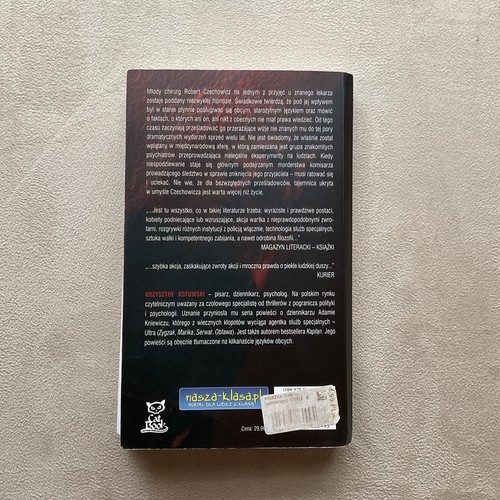 Młody chirurg Robert Czechowicz na jednym z przyjęć u znanego lekarza
zostaje poddany niezwykłej hipnozie. Świadkowie twierdzą, że pod jej wpływem
był w stanie płynnie posługiwać się obcym, starożytnym językiem oraz mówić
o faktach, o których ani on, ani nikt z obecnych nie miał prawa wiedzieć. Od tego
czasu zaczynają prześladować go przerażające wizje nie znanych mu do tej pory
dramatycznych wydarzeń sprzed wielu lat. Nie jest świadomy, że właśnie został
wplątany w międzynarodową aferę, w którą zamieszana jest grupa znakomitych
psychiatrów przeprowadzająca nielegalne eksperymenty na ludziach. Kiedy
niespodziewanie staje się głównym podejrzanym morderstwa komisarza
prowadzącego śledztwo w sprawie zniknięcia jego przyjaciela – musi ratować się
i uciekać. Nie wie, że dla bezwzględnych prześladowców, tajemnica ukryta
w umyśle Czechowicza jest warta więcej niż życie.
„...Jest tu wszystko, co w takiej literaturze trzeba: wyraziste i prawdziwe postaci,
kobiety podniecające lub wzruszające, akcja wartka z nieprawdopodobnymi zwro-
tami, rozgrywki różnych instytucji z policją włącznie, technologia służb specjalnych,
sztuka walki i kompetentnego zabijania, a nawet odrobina filozofii..."
MAGAZYN LITERACKI – KSIĄŻKI
„...szybka akcja, zaskakujące zwroty akcji i mroczna prawda o piekle ludzkiej duszy..."
KURIER
KRZYSZTOF KOTOWSKI – pisarz, dziennikarz, psycholog. Na polskim rynku
czytelniczym uważany za czołowego specjalistę od thrillerów z pogranicza polityki
i psychologii. Uznanie przyniosła mu seria powieści o dziennikarzu Adamie
Kniewiczu, którego z wiecznych kłopotów wyciąga agentka służb specjalnych –
Ultra (Zygzak, Marika, Serwal, Obława). Jest także autorem bestsellera Kapłan. Jego
powieści są obecnie tłumaczone na kilkanaście języków obcych.
nasza-klasa.pl
PORTAL DLA LUDZI Z KLASĄ!
ISBN 978
Cat
Book
Cena: 29,99